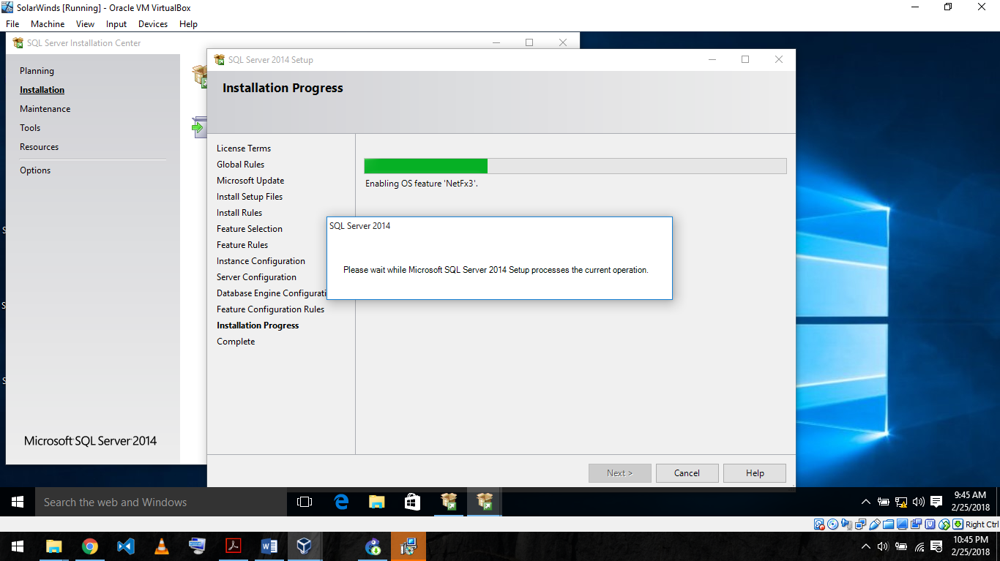 SolarWinds [Running] - Oracle VM VirtualBox
File Machine View Input Devices Help
SQL Server Installation Center
Planning
Installation
Maintenance
Tools
Resources
Options
Microsoft SQL Server 2014
SQL Server 2014 Setup
Installation Progress
License Terms
Global Rules
Microsoft Update
Install Setup Files
Install Rules
Feature Selection
Feature Rules
Instance Configuration
Server Configuration
Database Engine Configurati
Feature Configuration Rules
Installation Progress
Complete
Enabling OS feature 'NetFx3'.
SQL Server 2014
Please wait while Microsoft SQL Server 2014 Setup processes the current operation.
Next > Cancel Help
S
S
S
Search the web and Windows
9:45 AM
2/25/2018
Right Ctrl
10:45 PM
2/25/2018